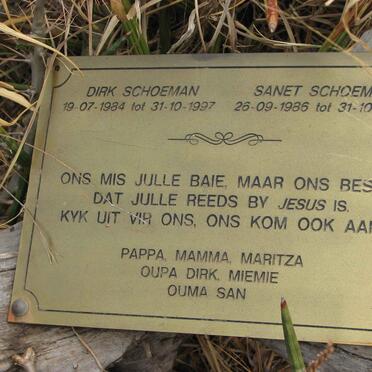 DIRK SCHOEMAN SANET SCHOEM
19-07-1984 tot 31-10-1997 26-09-1986 tot 31-10
ONS MIS JULLE BAIE, MAAR ONS BES
DAT JULLE REEDS BY JESUS IS.
KYK UIT VIR ONS, ONS KOM OOK AA
PAPPA, MAMMA, MARITZA
OUPA DIRK, MIEMIE
OUMA SAN